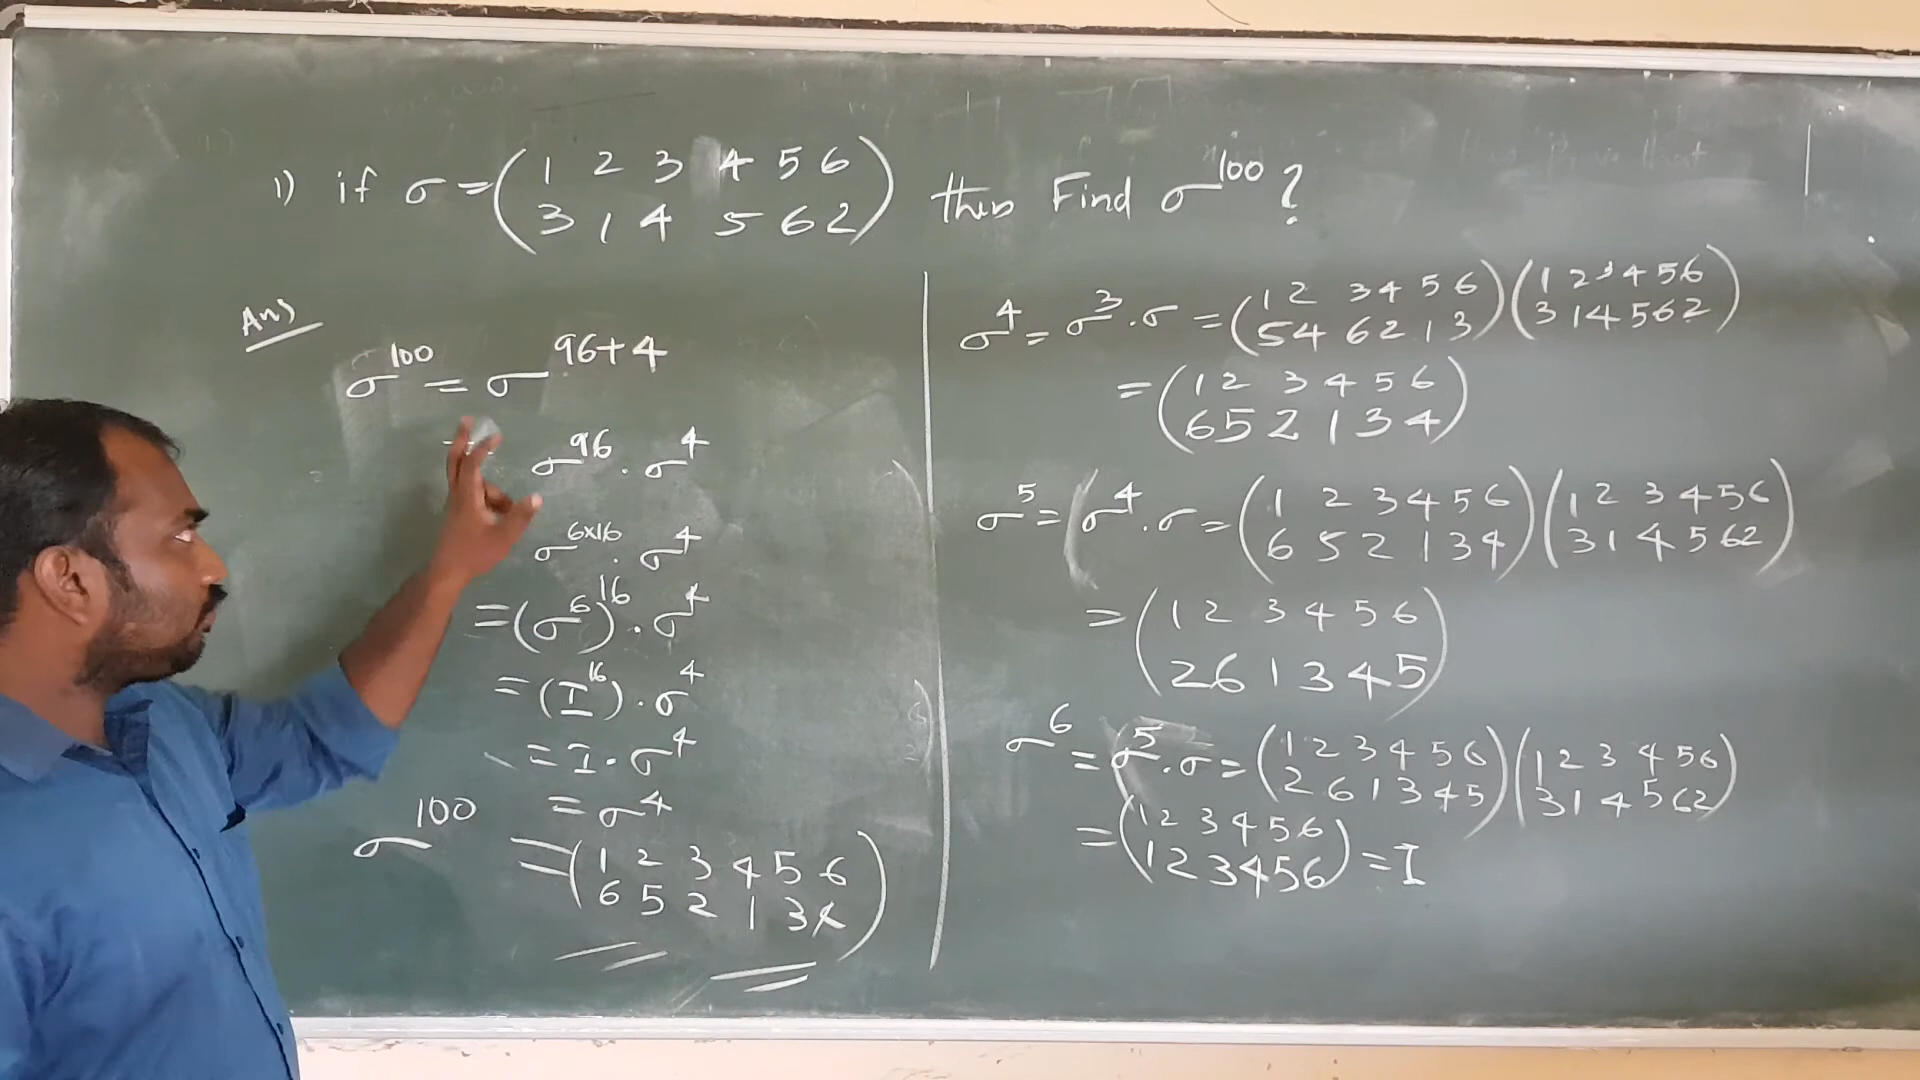 1) if σ = (1 2 3 4 5 6) then Find σ^100 ?
(3 1 4 5 6 2)
Ans
σ^100 = σ^96+4
= σ^96 . σ^4
σ^6×16 . σ^4
= (σ^6)^16 . σ^4
= (I^16) . σ^4
= I . σ^4
= σ^4
σ^100 = (1 2 3 4 5 6)
(6 5 2 1 3 4)
σ^4 = σ^3 . σ = (1 2 3 4 5 6) (1 2 3 4 5 6)
(5 4 6 2 1 3) (3 1 4 5 6 2)
= (1 2 3 4 5 6)
(6 5 2 1 3 4)
σ^5 = σ^4 . σ = (1 2 3 4 5 6) (1 2 3 4 5 6)
(6 5 2 1 3 4) (3 1 4 5 6 2)
= (1 2 3 4 5 6)
(2 6 1 3 4 5)
σ^6 = σ^5 . σ = (1 2 3 4 5 6) (1 2 3 4 5 6)
(2 6 1 3 4 5) (3 1 4 5 6 2)
= (1 2 3 4 5 6)
(1 2 3 4 5 6) = I